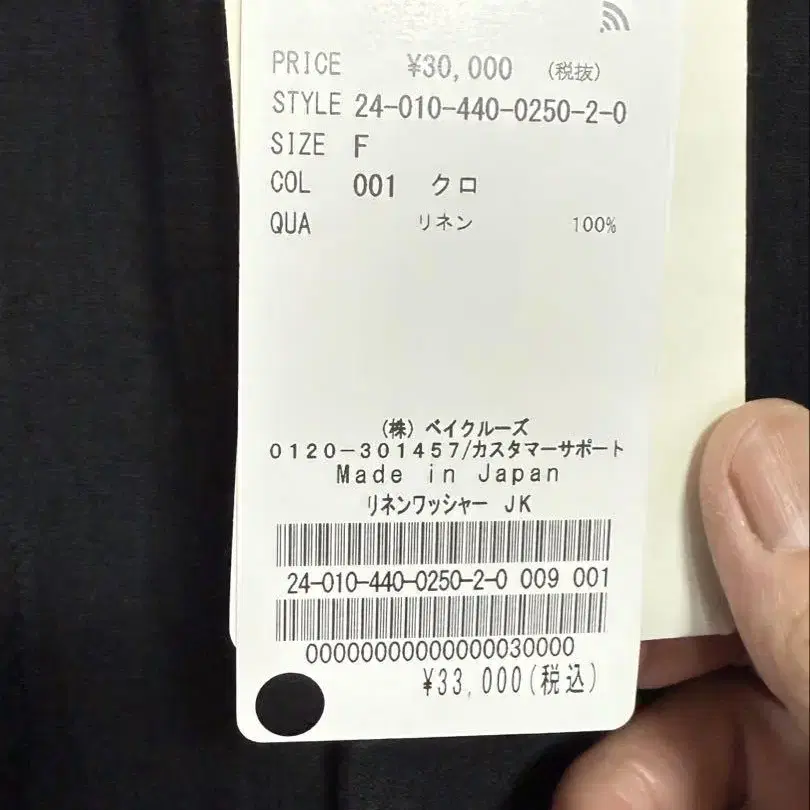 PRICE ¥30,000 (税抜)
STYLE 24-010-440-0250-2-0
SIZE F
COL 001 クロ
QUA リネン 100%
(株) ベイクルーズ
0120-301457/カスタマーサポート
Made in Japan
リネンワッシャー JK
24-010-440-0250-2-0 009 001
00000000000000030000
¥33,000(税込)